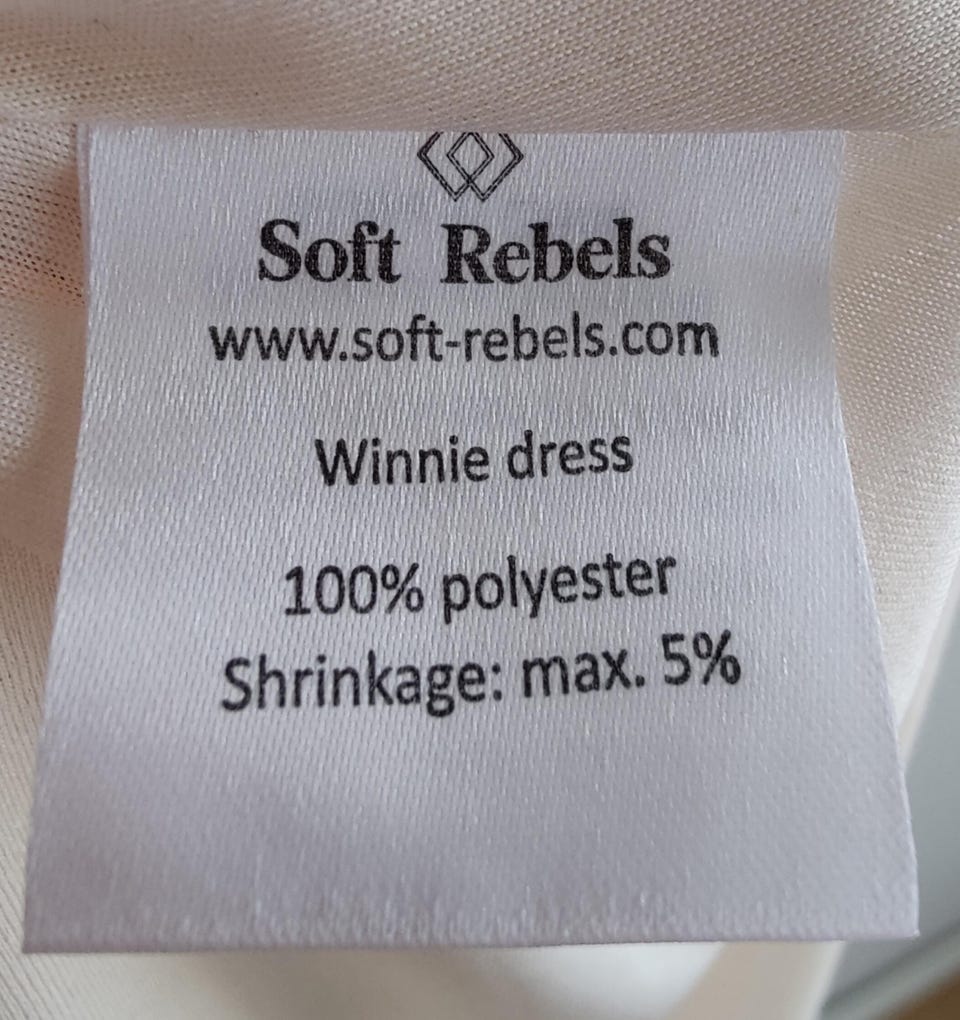 Soft Rebels
www.soft-rebels.com
Winnie dress
100% polyester
Shrinkage: max. 5%